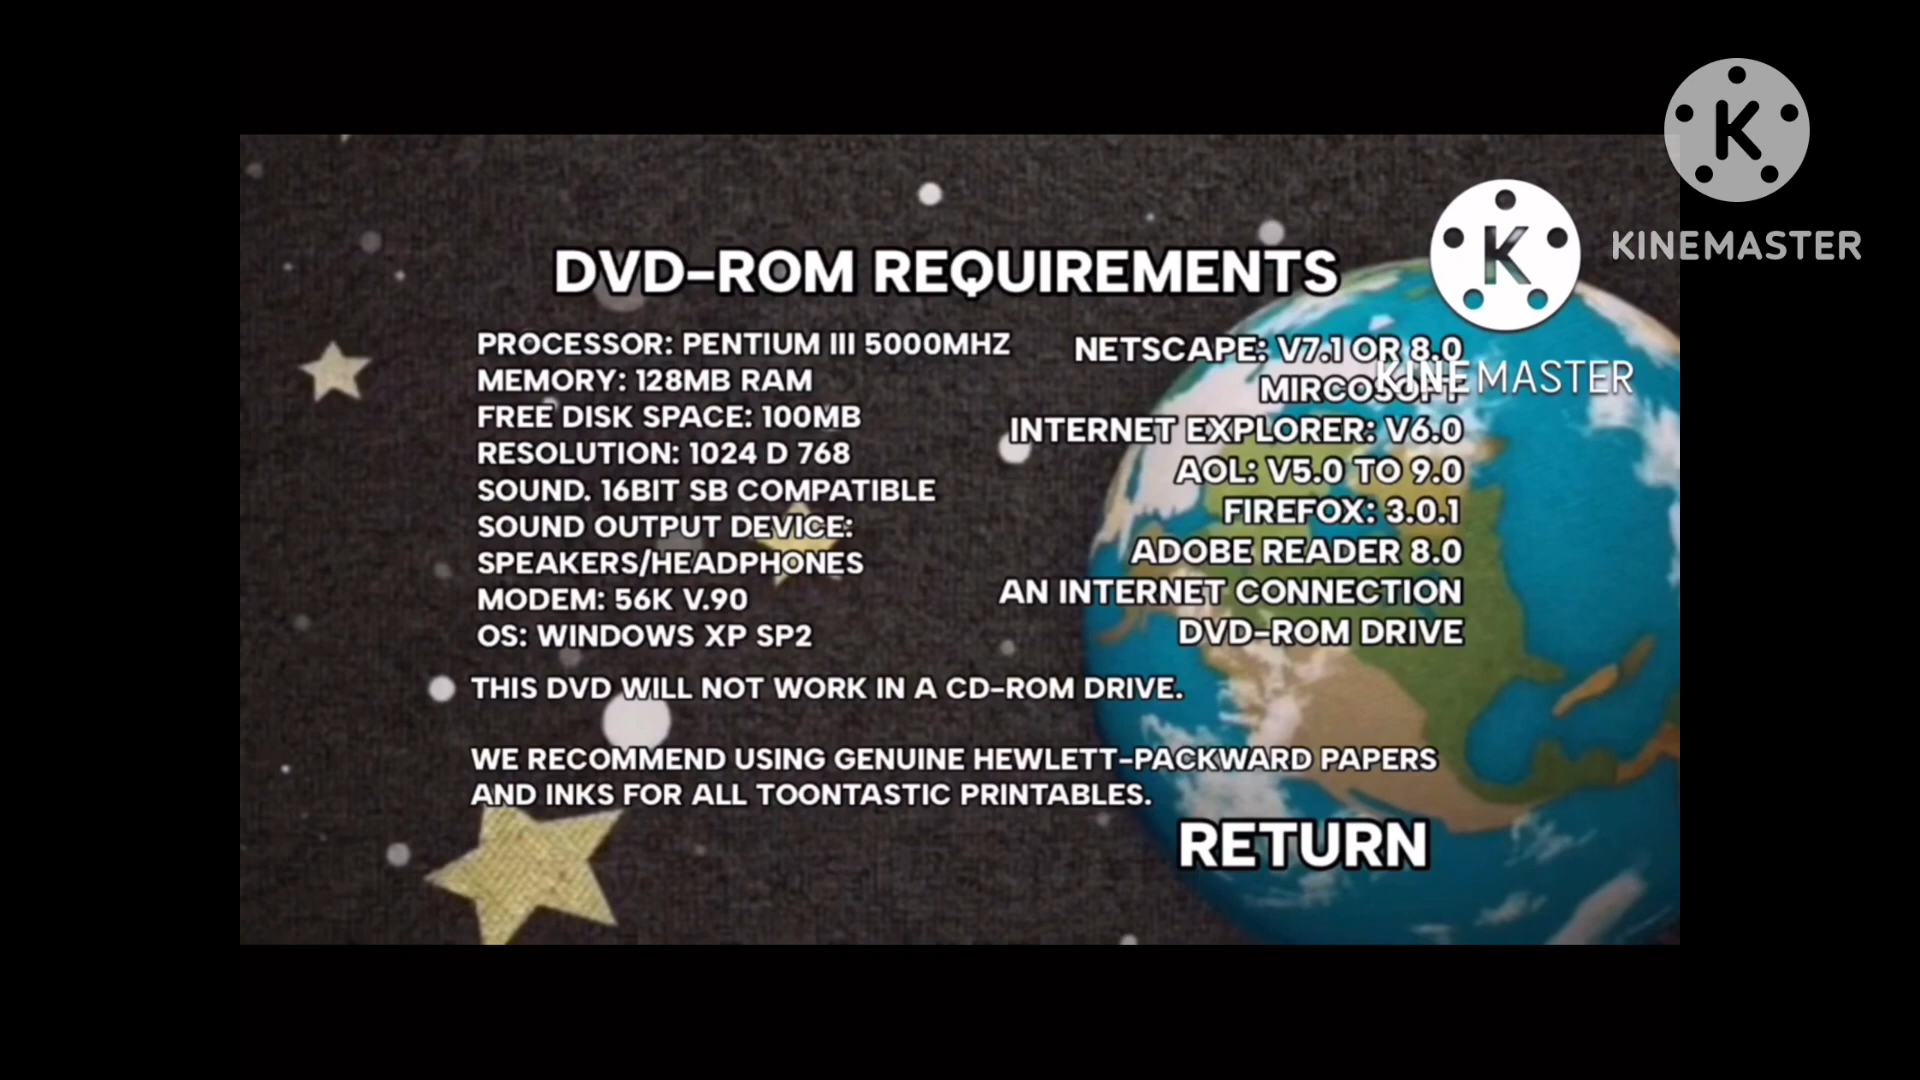 K
KINEMASTER
K
KINEMASTER
DVD-ROM REQUIREMENTS
PROCESSOR: PENTIUM III 5000MHZ
MEMORY: 128MB RAM
FREE DISK SPACE: 100MB
RESOLUTION: 1024 D 768
SOUND. 16BIT SB COMPATIBLE
SOUND OUTPUT DEVICE:
SPEAKERS/HEADPHONES
MODEM: 56K V.90
OS: WINDOWS XP SP2
NETSCAPE: V7.1 OR 8.0
MIRCOSOFT
INTERNET EXPLORER: V6.0
AOL: V5.0 TO 9.0
FIREFOX: 3.0.1
ADOBE READER 8.0
AN INTERNET CONNECTION
DVD-ROM DRIVE
THIS DVD WILL NOT WORK IN A CD-ROM DRIVE.
WE RECOMMEND USING GENUINE HEWLETT-PACKWARD PAPERS
AND INKS FOR ALL TOONTASTIC PRINTABLES.
RETURN